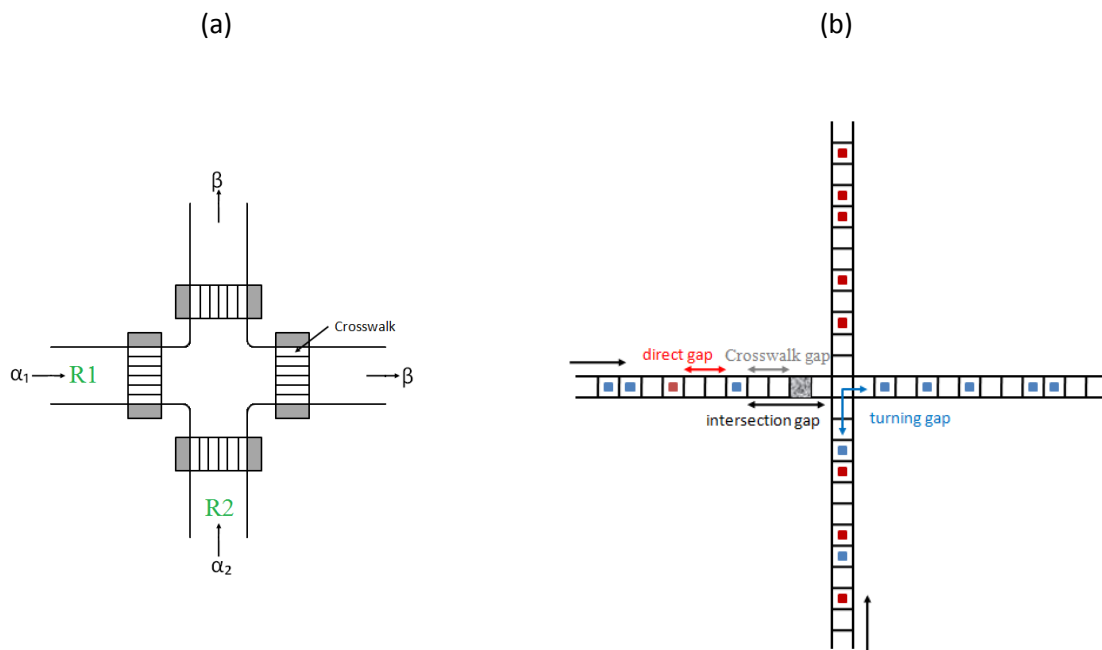 (a)
(b)
β
Crosswalk
α₁
R1
β
R2
α₂
direct gap
Crosswalk gap
intersection gap
turning gap